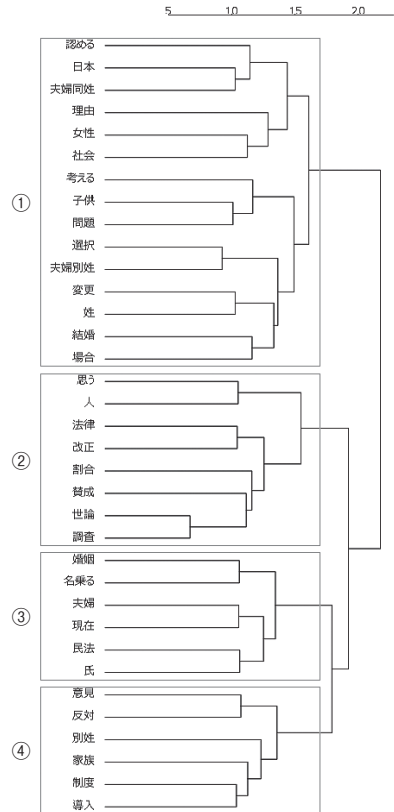 5 10 15 20
認める
日本
夫婦同姓
理由
女性
社会
考える
子供
問題
選択
夫婦別姓
変更
姓
結婚
場合
①
思う
人
法律
改正
割合
賛成
世論
調査
②
婚姻
名乗る
夫婦
現在
民法
氏
③
意見
反対
別姓
家族
制度
導入
④